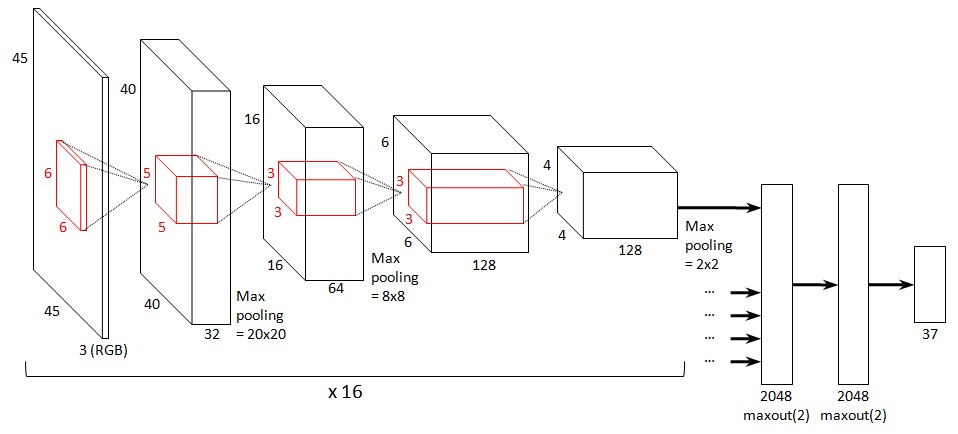 45
45
3 (RGB)
6
6
40
40
32
5
5
Max
pooling
= 20x20
16
16
64
3
3
Max
pooling
= 8x8
6
6
128
3
3
4
4
128
Max
pooling
= 2x2
...
...
...
...
2048
maxout(2)
2048
maxout(2)
37
x 16